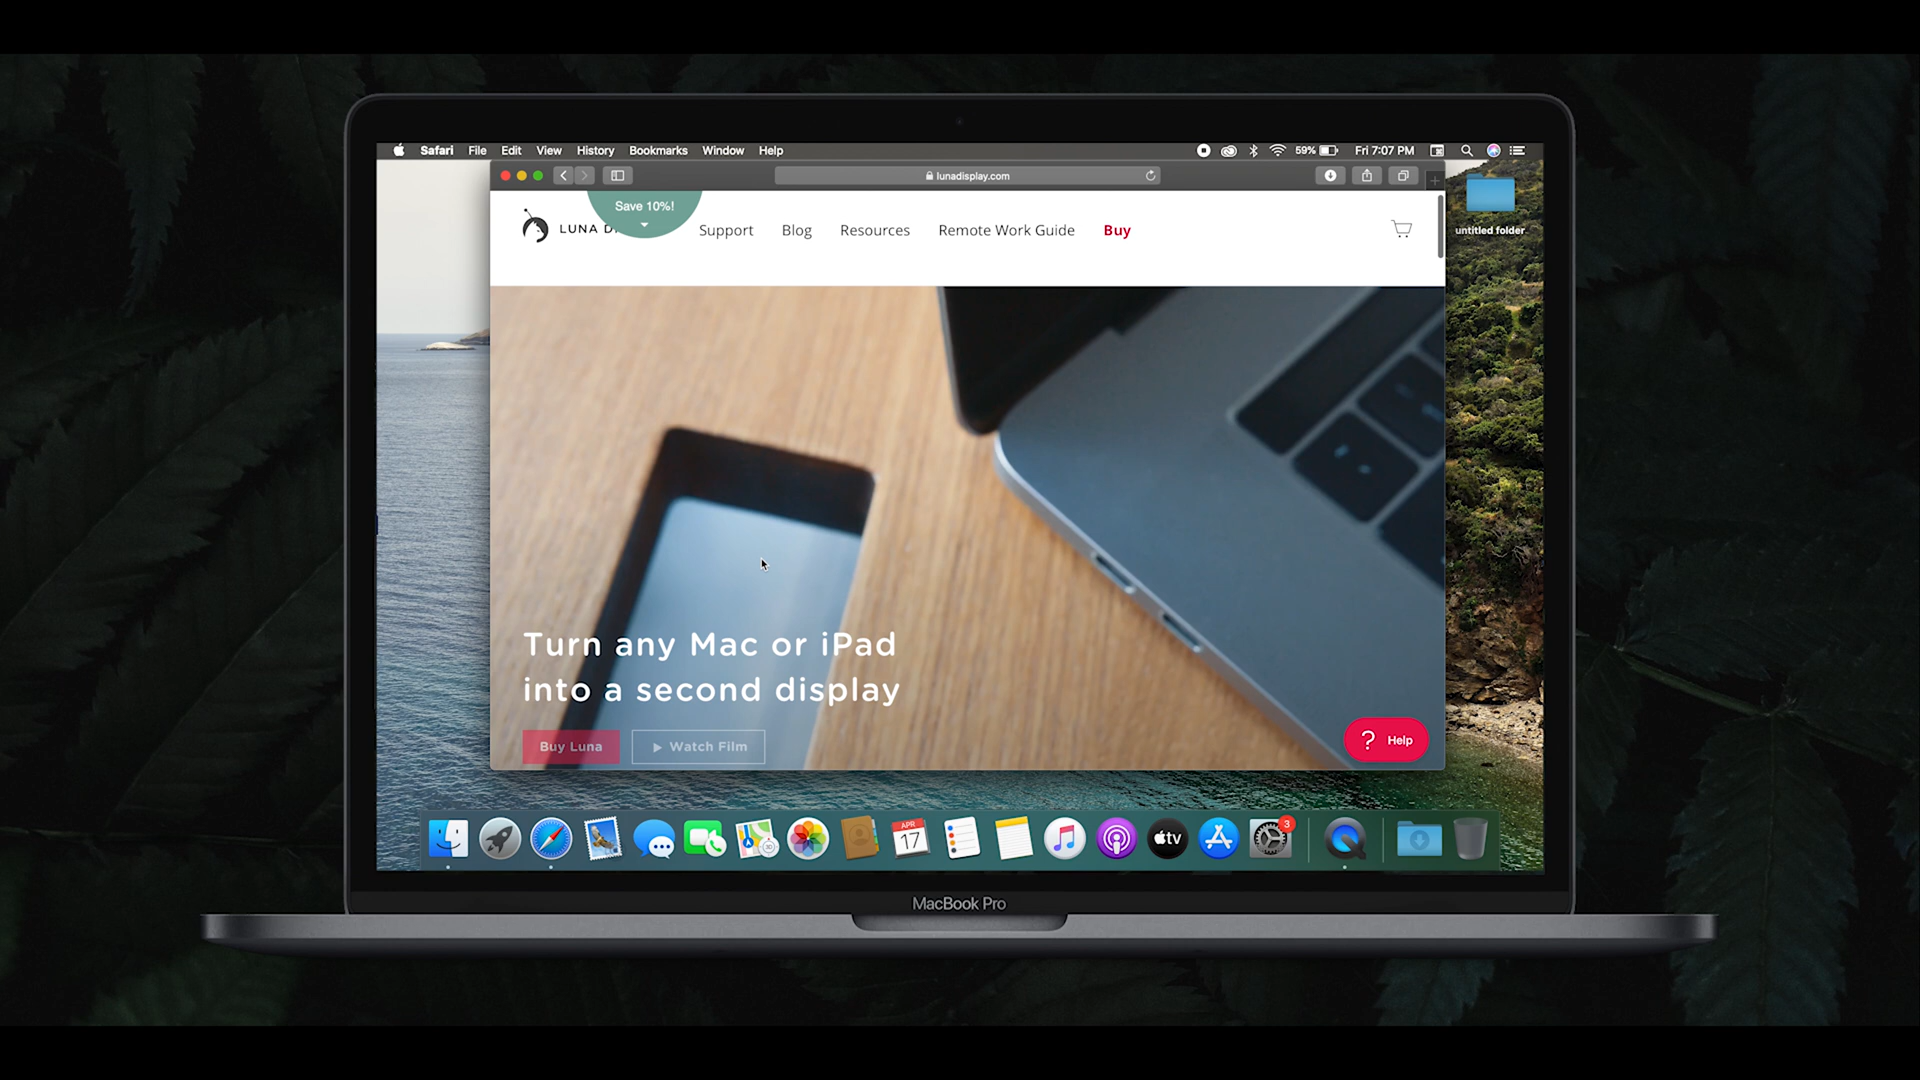 Safari File Edit View History Bookmarks Window Help 59% Fri 7:07 PM
lunadisplay.com
untitled folder
Save 10%!
LUNA D
Support Blog Resources Remote Work Guide Buy
Turn any Mac or iPad
into a second display
Buy Luna Watch Film
? Help
APR
17
tv
3
MacBook Pro